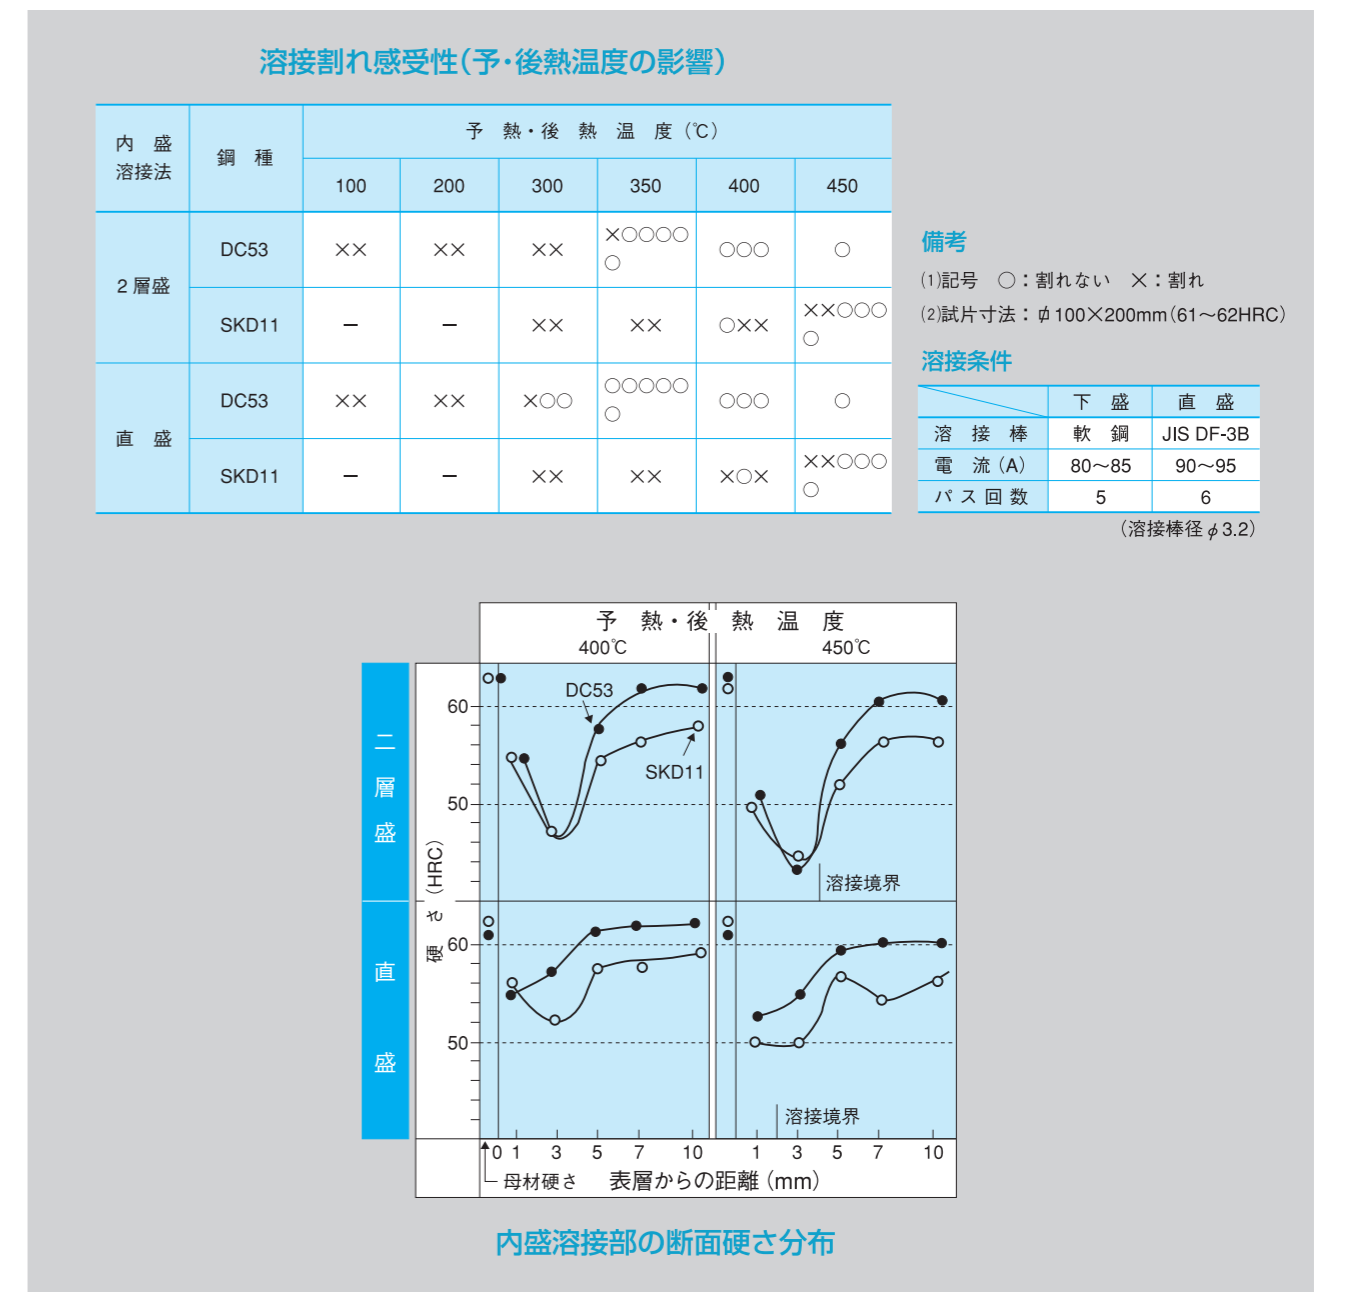 溶接割れ感受性(予・後熱温度の影響)
内 盛 溶接法 鋼 種 予 熱・後 熱 温 度 (℃)
100 200 300 350 400 450
2層盛 DC53 ×× ×× ×× ×○○○○○ ○○○ ○
SKD11 − − ×× ×× ○×× ××○○○○
直 盛 DC53 ×× ×× ×○○ ○○○○○○ ○○○ ○
SKD11 − − ×× ×× ×○× ××○○○○
備考
⑴記号 ○:割れない ×:割れ
⑵試片寸法:φ100×200mm(61〜62HRC)
溶接条件
下 盛 直 盛
溶 接 棒 軟 鋼 JIS DF-3B
電 流(A) 80〜85 90〜95
パ ス 回 数 5 6
(溶接棒径φ3.2)
予 熱・後 熱 温 度
400℃ 450℃
二層盛
直盛
硬さ(HRC)
60
50
60
50
DC53
SKD11
溶接境界
溶接境界
0 1 3 5 7 10 1 3 5 7 10
母材硬さ 表層からの距離(mm)
内盛溶接部の断面硬さ分布